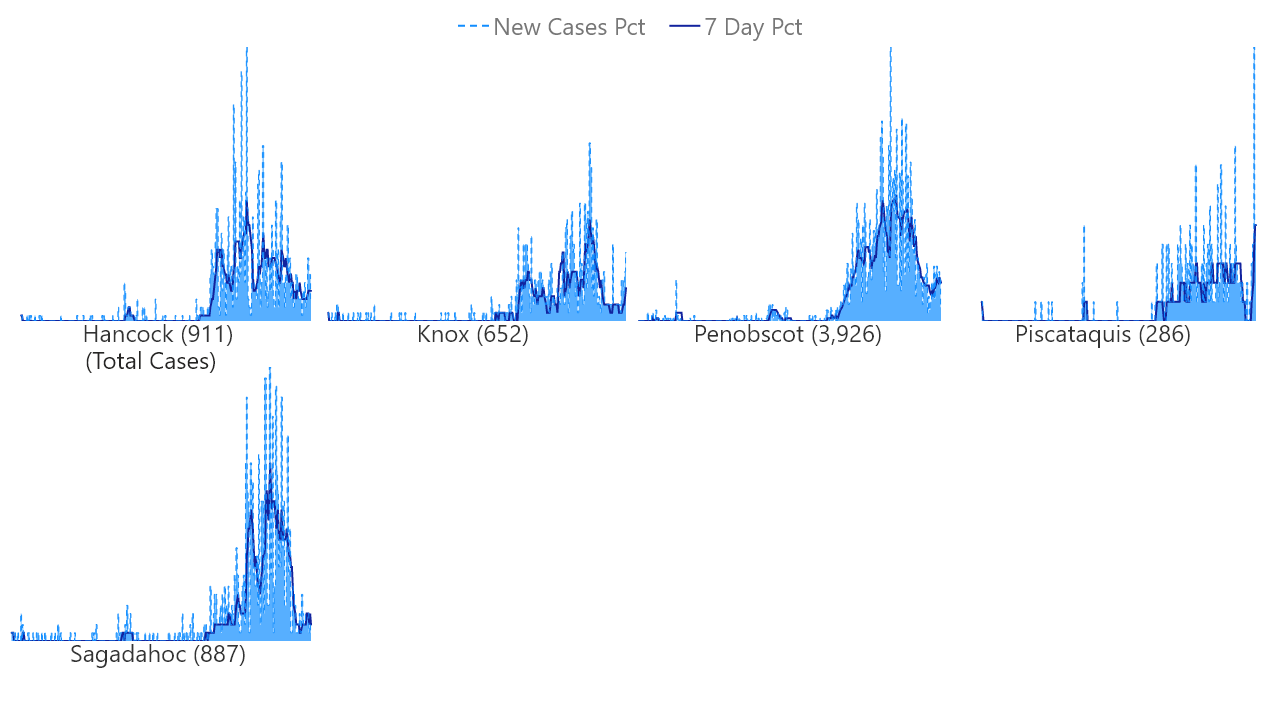 New Cases Pct 7 Day Pct
Hancock (911) Knox (652) Penobscot (3,926) Piscataquis (286)
(Total Cases)
Sagadahoc (887)